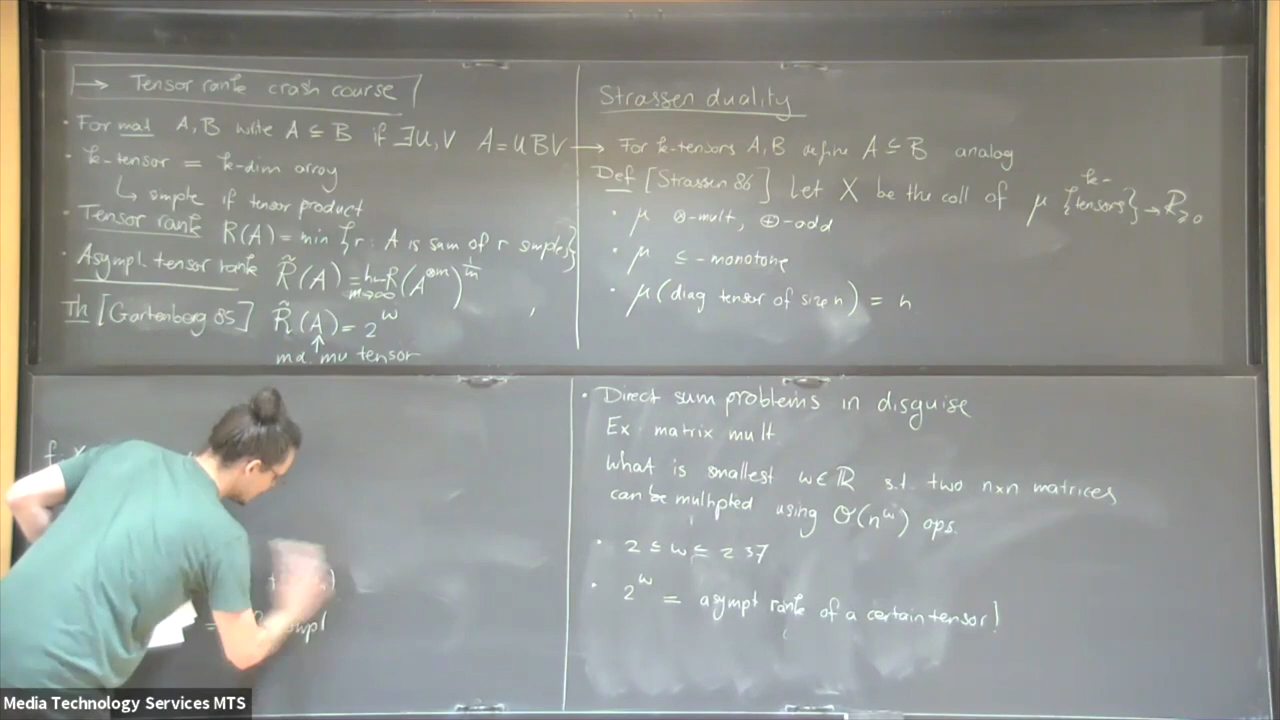 → Tensor rank crash course
• For mat A, B write A ≤ B if ∃U,V A = UBV
• k-tensor = k-dim array
↳ simple if tensor product
• Tensor rank R(A) = min {r : A is sum of r simples}
• Asympl. tensor rank R̃(A) = lim m→∞ R(A^{⊗m})^{1/m}
Th [Gartenberg 85] R̃(A) = 2^ω
↑
ma. mu tensor
Strassen duality
→ For k-tensors A, B define A ≤ B analog
Def [Strassen 86] Let X be the coll of μ {k-tensors} → R≥0
• μ ⊗-mult, ⊕-add
• μ ≤-monotone
• μ(diag tensor of size n) = n
f
• Direct sum problems in disguise
Ex matrix mult
What is smallest ω ∈ ℝ s.t. two n×n matrices
can be multiplied using O(n^ω) ops.
• 2 ≤ ω ≤ 2 37
• 2^ω = asympt rank of a certain tensor!
Media Technology Services MTS